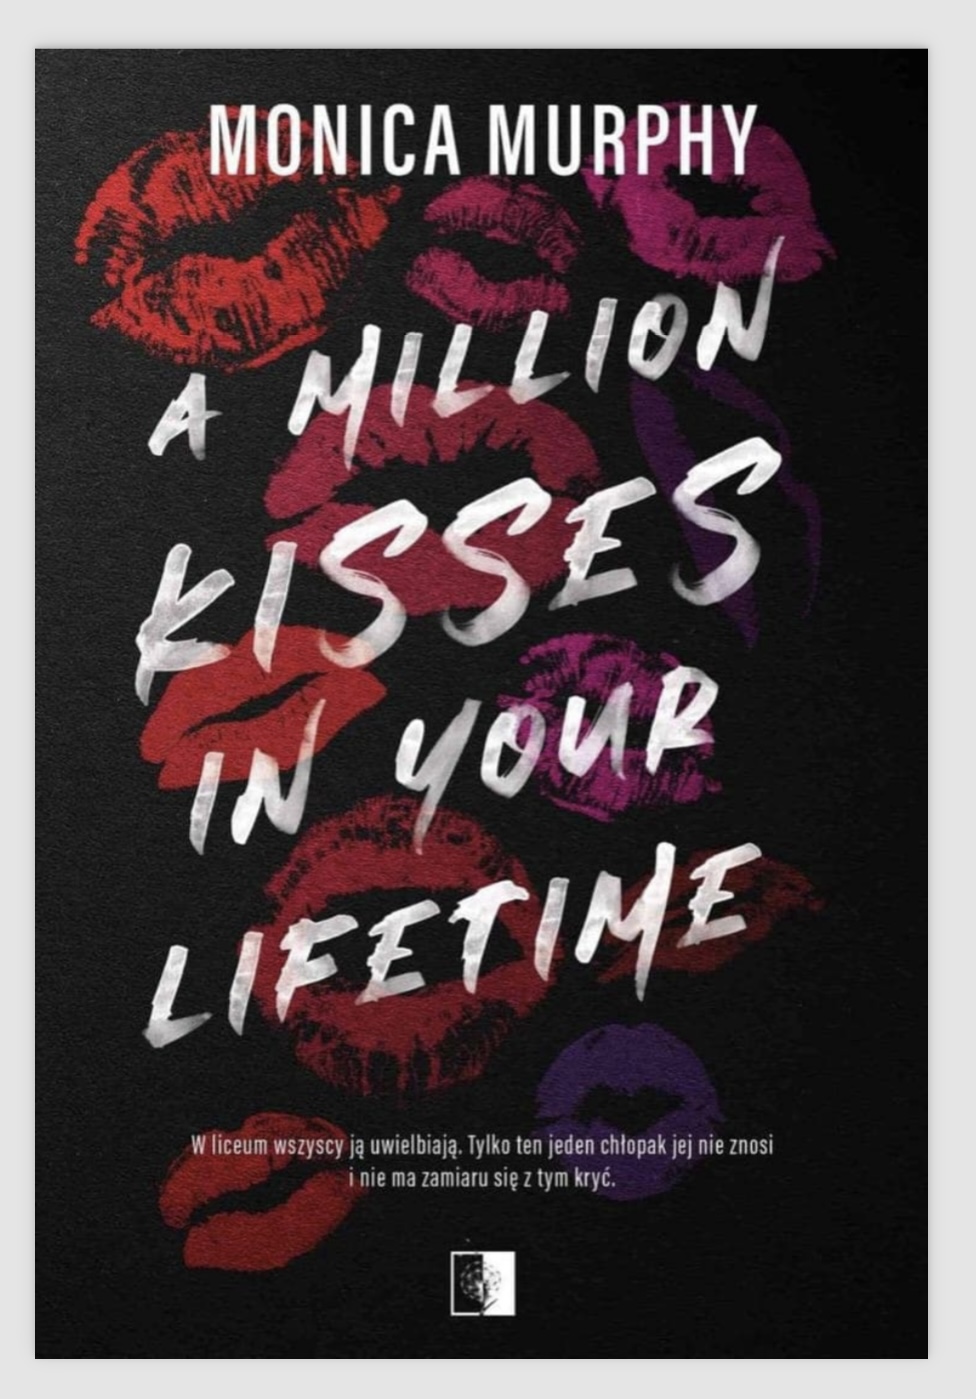 MONICA MURPHY
A MILLION
KISSES
IN YOUR
LIFETIME
W liceum wszyscy ją uwielbiają. Tylko ten jeden chłopak jej nie znosi
i nie ma zamiaru się z tym kryć.